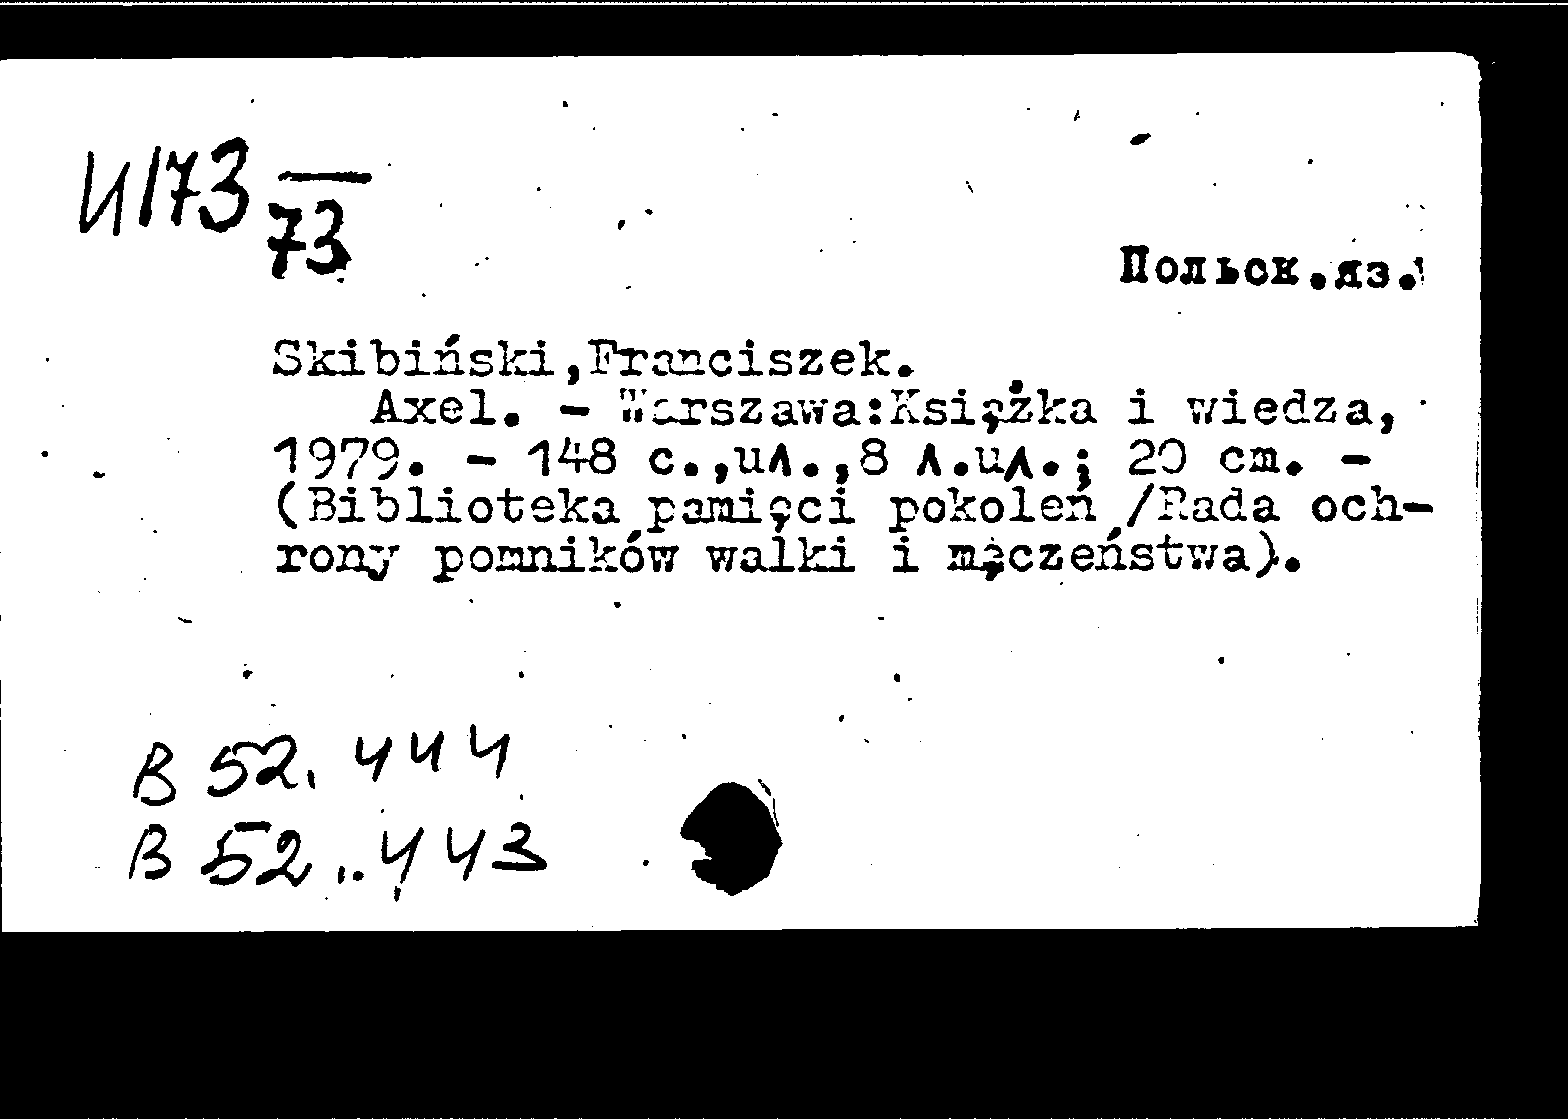 И173
73
Польск.яз.
Skibiński,Franciszek.
Axel. - Warszawa:Książka i wiedza,
1979. - 148 с.,ил.,8 л.ил.; 20 cm. -
(Biblioteka pamięci pokoleń /Rada och-
rony pomników walki i męczeństwa).
В 52. 444
В 52..443